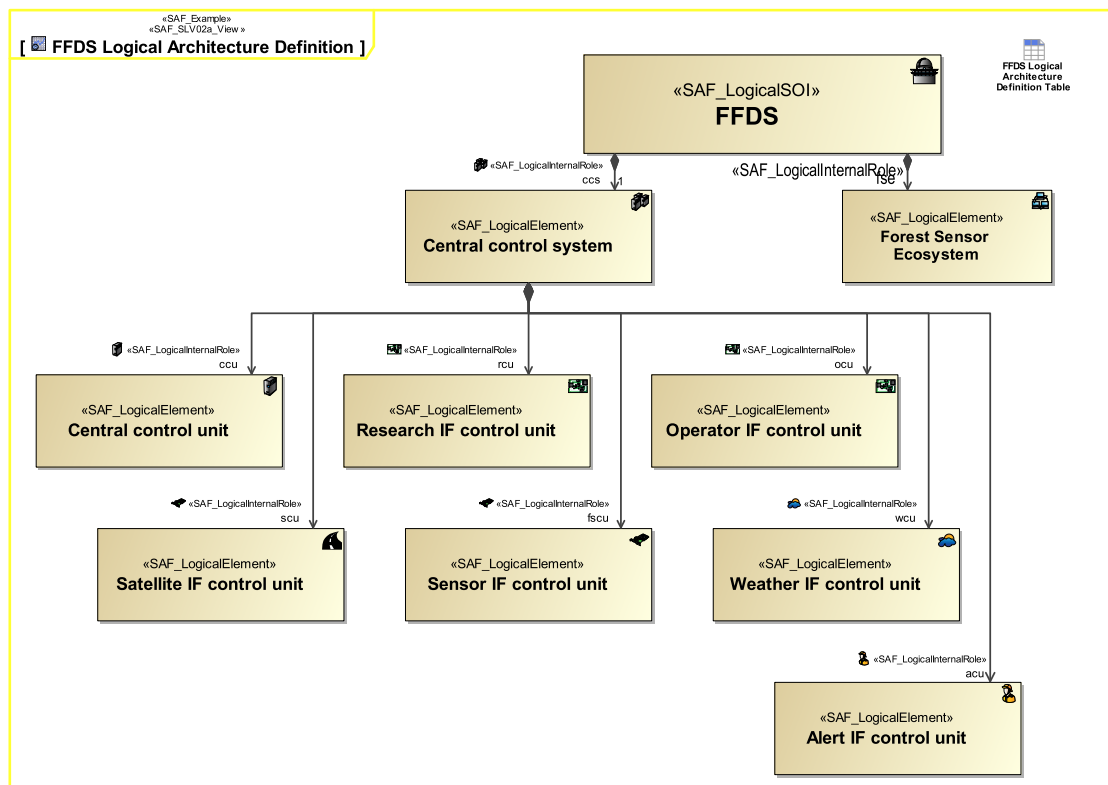 «SAF_Example»
«SAF_SLV02a_View »
[ FFDS Logical Architecture Definition ]
FFDS Logical
Architecture
Definition Table
«SAF_LogicalSOI»
FFDS
«SAF_LogicalInternalRole»
ccs
1
«SAF_LogicalInternalRole»
fse
«SAF_LogicalElement»
Central control system
«SAF_LogicalElement»
Forest Sensor
Ecosystem
«SAF_LogicalInternalRole»
ccu
«SAF_LogicalInternalRole»
rcu
«SAF_LogicalInternalRole»
ocu
«SAF_LogicalElement»
Central control unit
«SAF_LogicalElement»
Research IF control unit
«SAF_LogicalElement»
Operator IF control unit
«SAF_LogicalInternalRole»
scu
«SAF_LogicalInternalRole»
fscu
«SAF_LogicalInternalRole»
wcu
«SAF_LogicalElement»
Satellite IF control unit
«SAF_LogicalElement»
Sensor IF control unit
«SAF_LogicalElement»
Weather IF control unit
«SAF_LogicalInternalRole»
acu
«SAF_LogicalElement»
Alert IF control unit